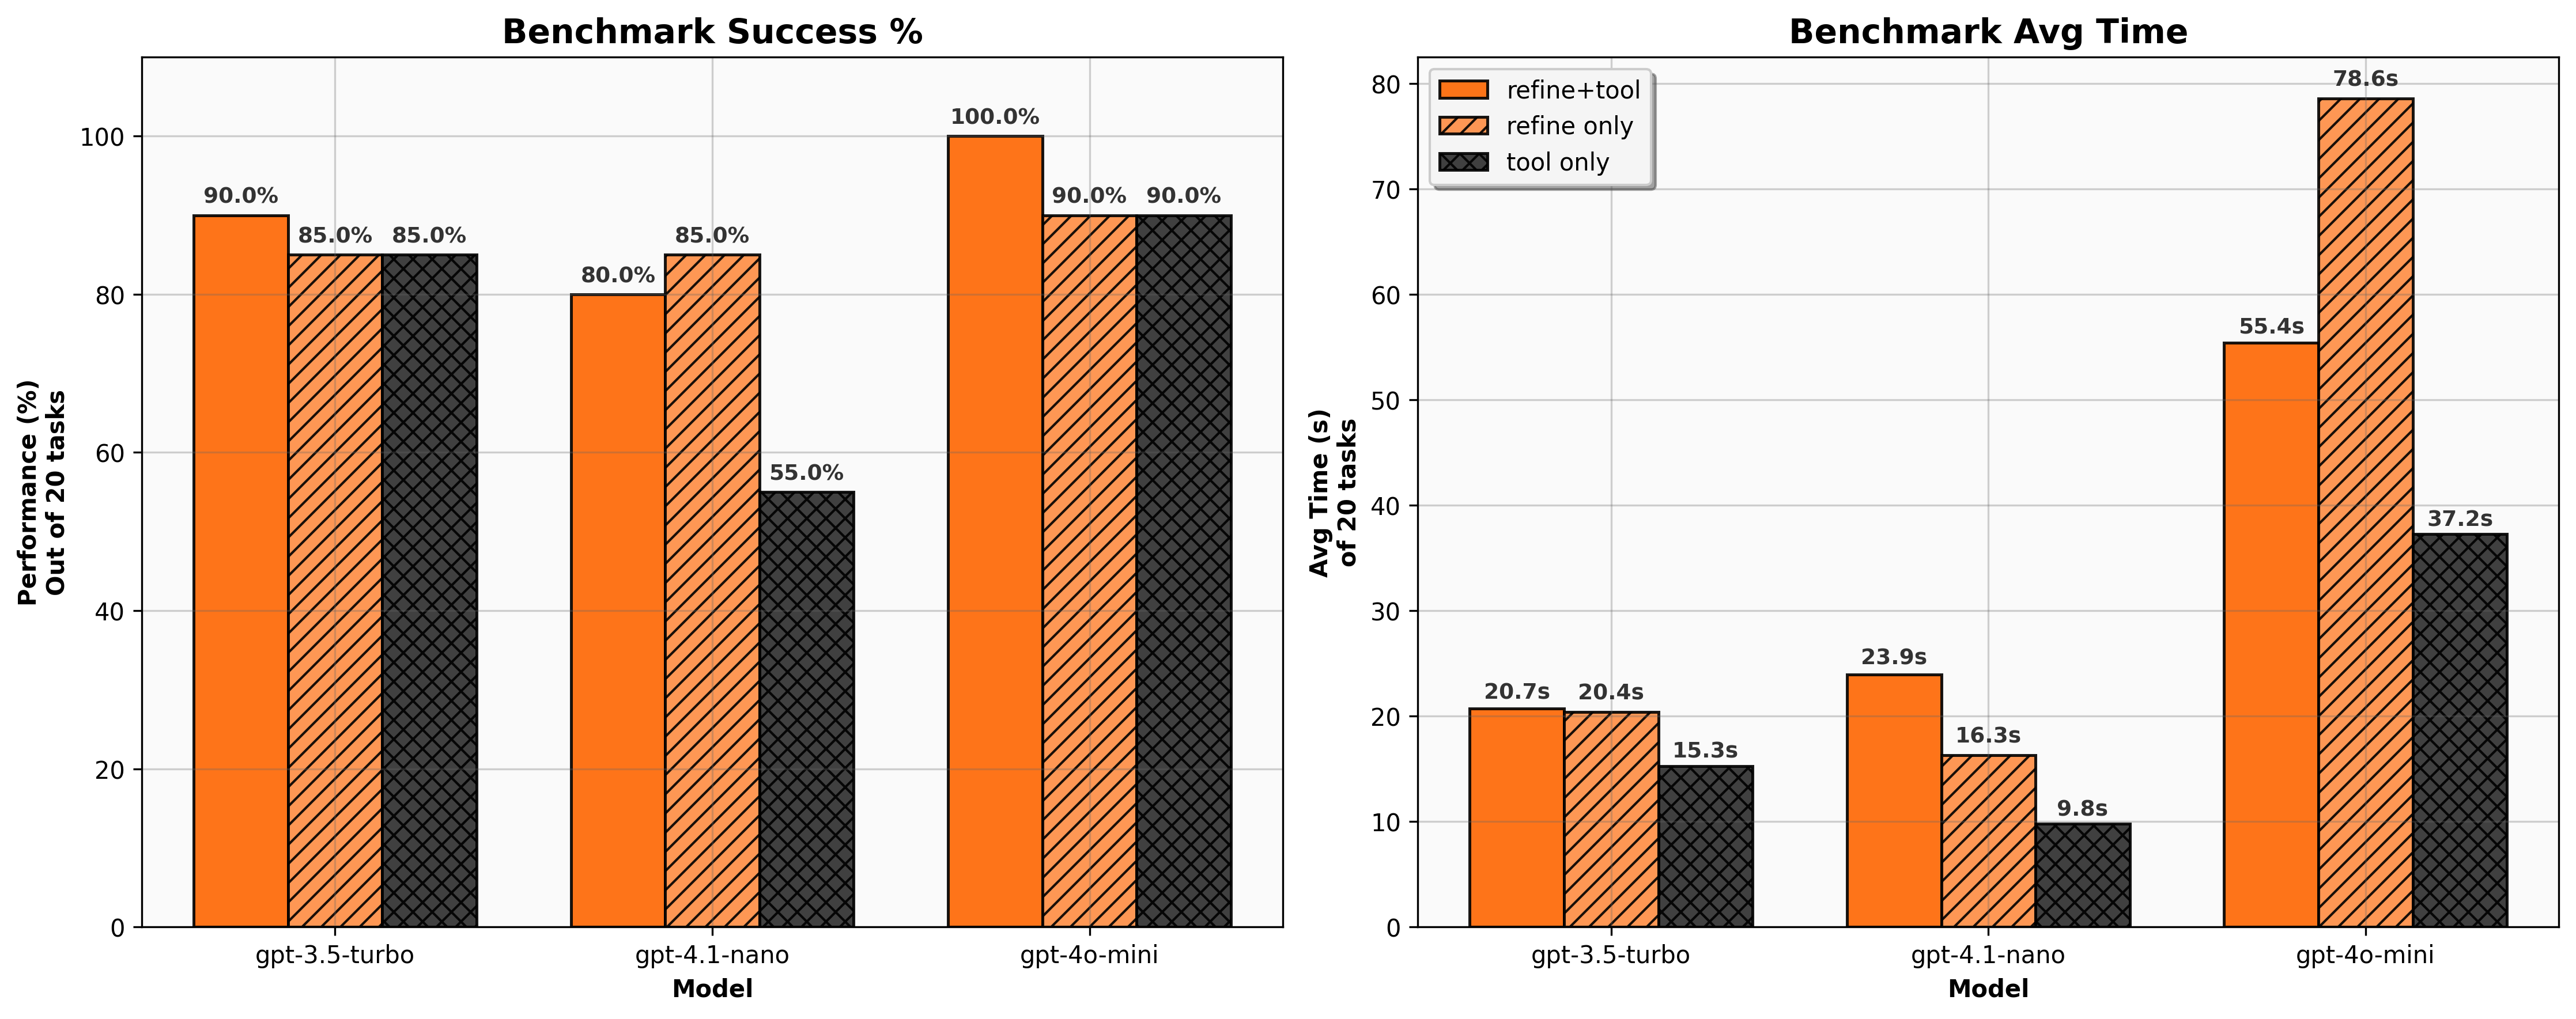 Benchmark Success %
Performance (%)
Out of 20 tasks
100
80
60
40
20
0
90.0%
85.0%
85.0%
80.0%
85.0%
55.0%
100.0%
90.0%
90.0%
gpt-3.5-turbo
gpt-4.1-nano
gpt-4o-mini
Model
Benchmark Avg Time
refine+tool
refine only
tool only
Avg Time (s)
of 20 tasks
80
70
60
50
40
30
20
10
0
20.7s
20.4s
15.3s
23.9s
16.3s
9.8s
55.4s
78.6s
37.2s
gpt-3.5-turbo
gpt-4.1-nano
gpt-4o-mini
Model